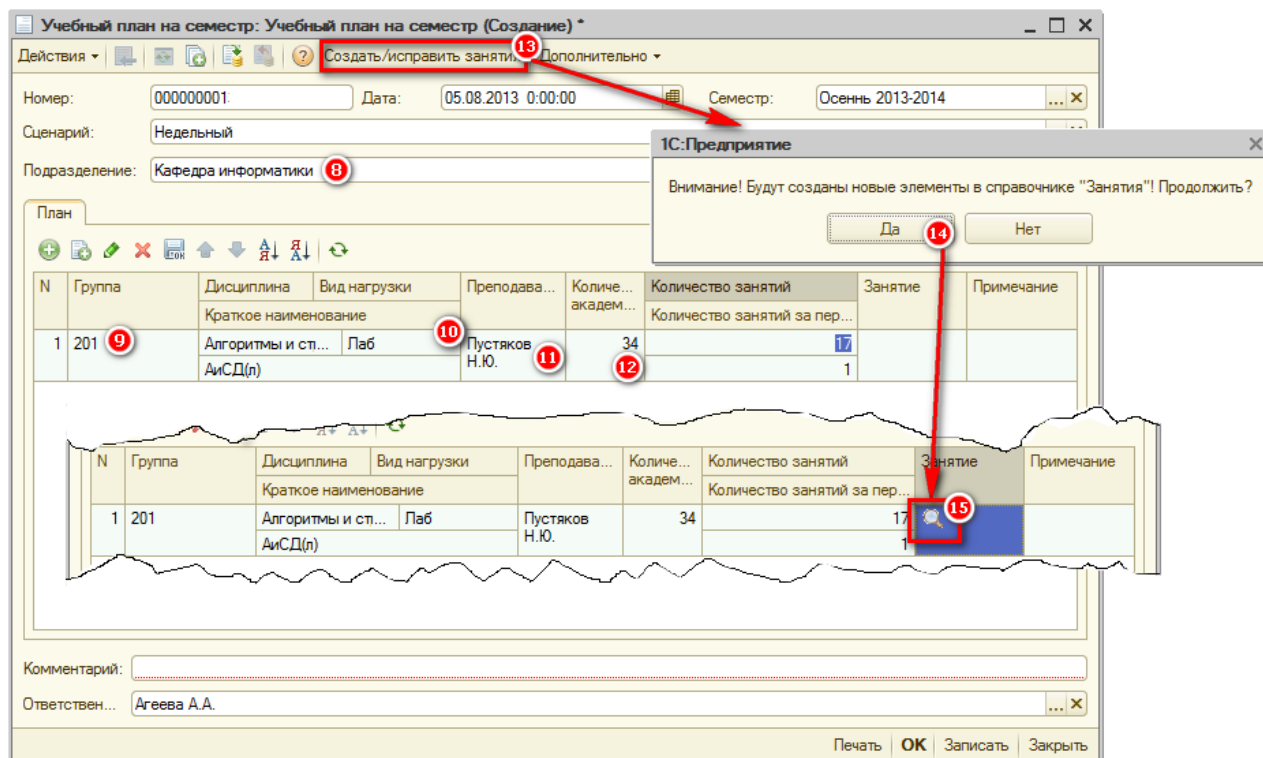 Учебный план на семестр: Учебный план на семестр (Создание) *
Действия
Создать/исправить заняти
13
Дополнительно
Номер: 000000001 Дата: 05.08.2013 0:00:00 Семестр: Осеннь 2013-2014 ... X
Сценарий: Недельный
1С:Предприятие
Внимание! Будут созданы новые элементы в справочнике "Занятия"! Продолжить?
Да 14 Нет
Подразделение: Кафедра информатики 8
План
N Группа Дисциплина Вид нагрузки Преподава... Количе... Количество занятий Занятие Примечание
Краткое наименование академ... Количество занятий за пер...
1 201 9 Алгоритмы и ст... Лаб 10 Пустяков 34 17
АиСД(л) Н.Ю. 11 12 1
N Группа Дисциплина Вид нагрузки Преподава... Количе... Количество занятий Занятие Примечание
Краткое наименование академ... Количество занятий за пер...
1 201 Алгоритмы и ст... Лаб Пустяков 34 17 15
АиСД(л) Н.Ю. 1
Комментарий:
Ответствен... Агеева А.А. ... X
Печать OK Записать Закрыть